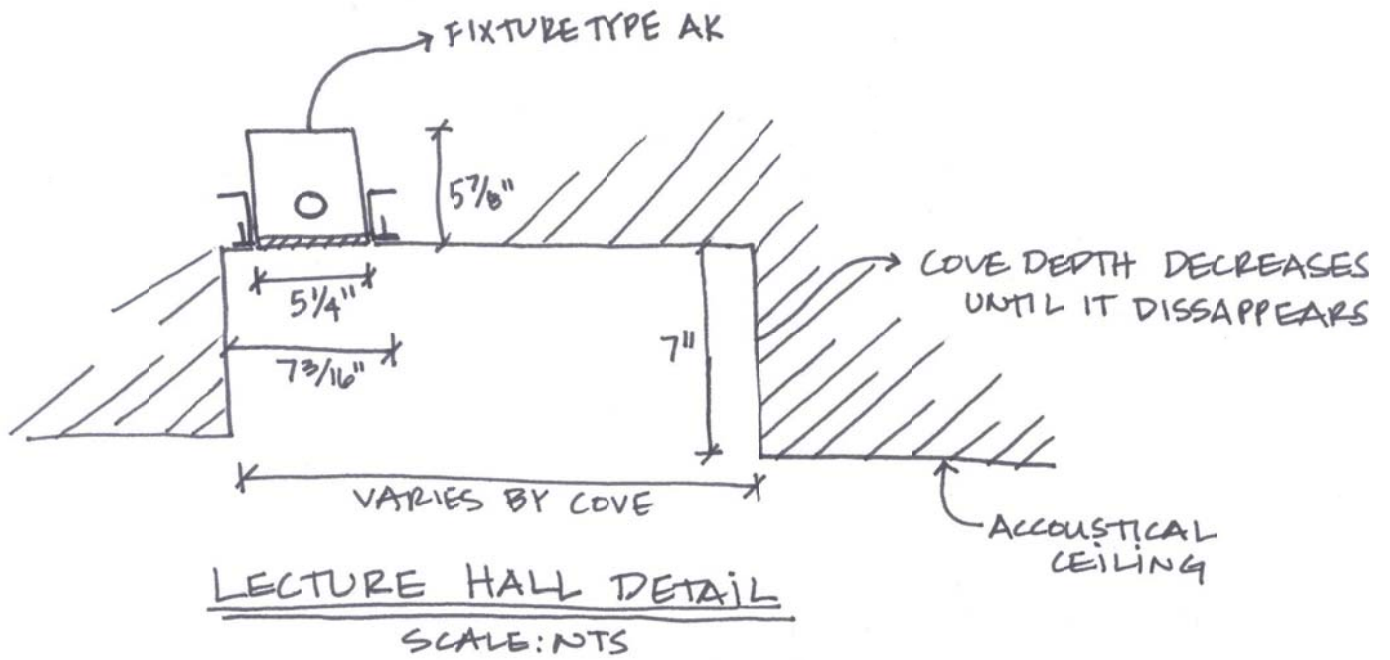 FIXTURE TYPE AK
5 7/8"
5 1/4"
7 3/16"
7"
COVE DEPTH DECREASES
UNTIL IT DISSAPPEARS
VARIES BY COVE
ACCOUSTICAL
CEILING
LECTURE HALL DETAIL
SCALE: NTS